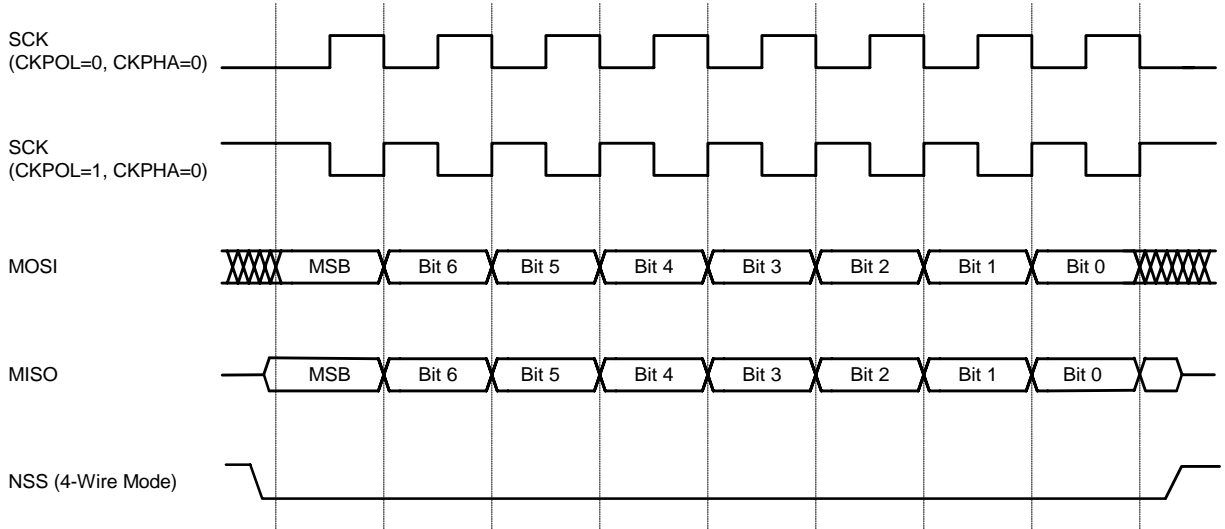 SCK
(CKPOL=0, CKPHA=0)
SCK
(CKPOL=1, CKPHA=0)
MOSI MSB Bit 6 Bit 5 Bit 4 Bit 3 Bit 2 Bit 1 Bit 0
MISO MSB Bit 6 Bit 5 Bit 4 Bit 3 Bit 2 Bit 1 Bit 0
NSS (4-Wire Mode)